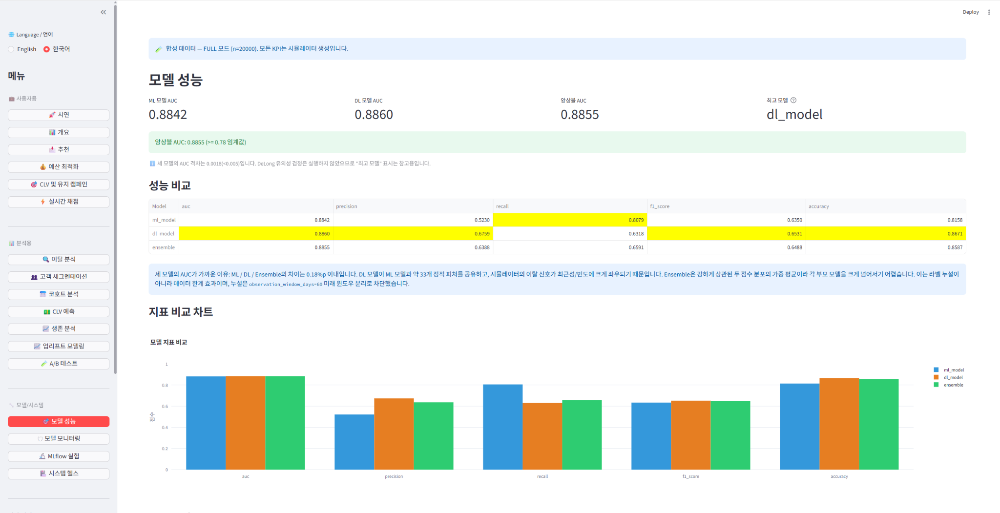 Deploy
Language / 언어
English 한국어
메뉴
사용자용
시연
개요
추천
예산 최적화
CLV 및 유지 캠페인
실시간 채점
분석용
이탈 분석
고객 세그멘테이션
코호트 분석
CLV 예측
생존 분석
업리프트 모델링
A/B 테스트
모델/시스템
모델 성능
모델 모니터링
MLflow 실험
시스템 헬스
합성 데이터 — FULL 모드 (n=20000). 모든 KPI는 시뮬레이터 생성입니다.
모델 성능
ML 모델 AUC DL 모델 AUC 앙상블 AUC 최고 모델
0.8842 0.8860 0.8855 dl_model
앙상블 AUC: 0.8855 (>= 0.78 임계값)
세 모델의 AUC 격차는 0.0018(<0.005)입니다. DeLong 유의성 검정은 실행하지 않았으므로 "최고 모델" 표시는 참고용입니다.
성능 비교
Model auc precision recall f1_score accuracy
ml_model 0.8842 0.5230 0.8079 0.6350 0.8158
dl_model 0.8860 0.6759 0.6318 0.6531 0.8671
ensemble 0.8855 0.6388 0.6591 0.6488 0.8587
세 모델의 AUC가 가까운 이유: ML / DL / Ensemble의 차이는 0.18%p 이내입니다. DL 모델이 ML 모델과 약 33개 정적 피처를 공유하고, 시뮬레이터의 이탈 신호가 최근성/빈도에 크게 좌우되기 때문입니다. Ensemble은 강하게 상관된 두 점수 분포의 가중 평균이라 각 부모 모델을 크게 넘어서기 어렵습니다. 이는 라벨 누설이
아니라 데이터 한계 효과이며, 누설은 observation_window_days=60 미래 윈도우 분리로 차단했습니다.
지표 비교 차트
모델 지표 비교
1
0.8
0.6
0.4
0.2
0
점수
auc precision recall f1_score accuracy
ml_model
dl_model
ensemble